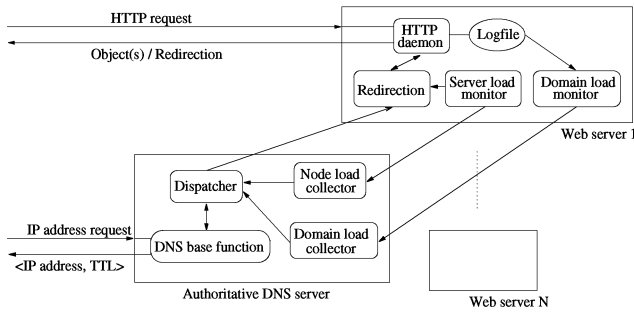 HTTP request
Object(s) / Redirection
HTTP
daemon
Logfile
Redirection
Server load
monitor
Domain load
monitor
Web server 1
Dispatcher
Node load
collector
IP address request
DNS base function
Domain load
collector
<IP address, TTL>
Authoritative DNS server
Web server N